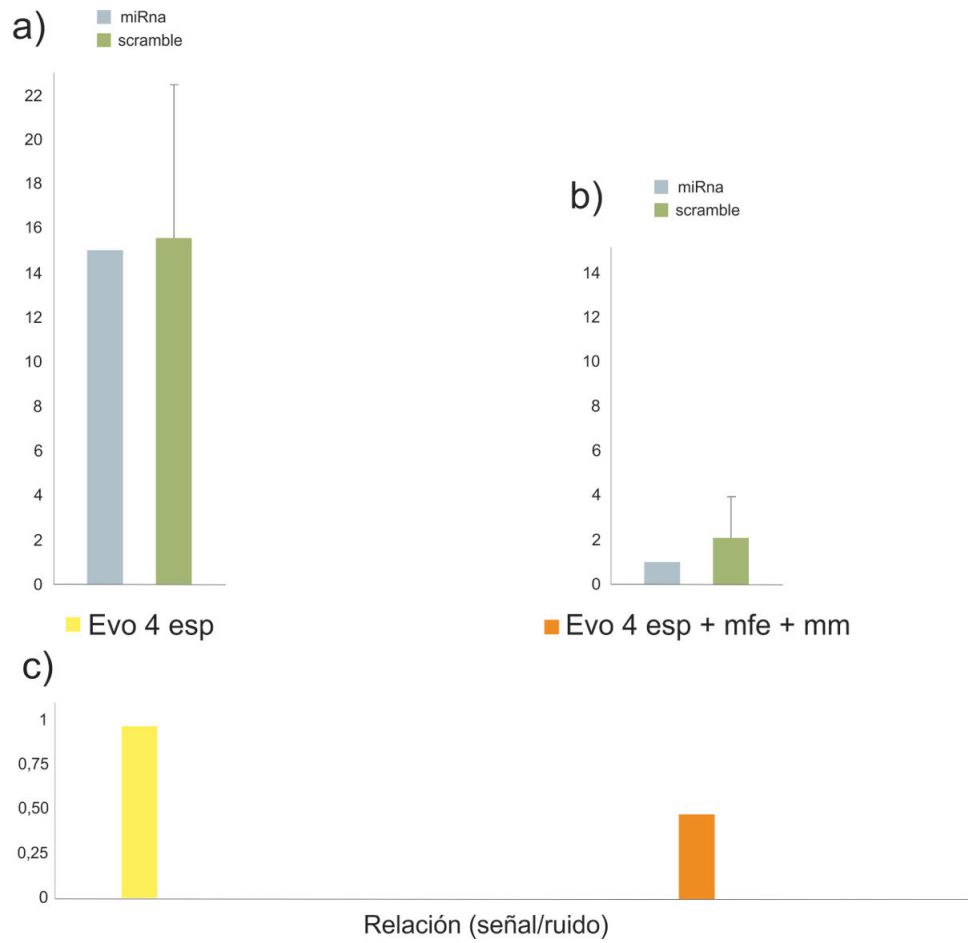 a)
miRna
scramble
22
20
18
16
14
12
10
8
6
4
2
0
Evo 4 esp
b)
miRna
scramble
14
12
10
8
6
4
2
0
Evo 4 esp + mfe + mm
c)
1
0,75
0,50
0,25
0
Relación (señal/ruido)